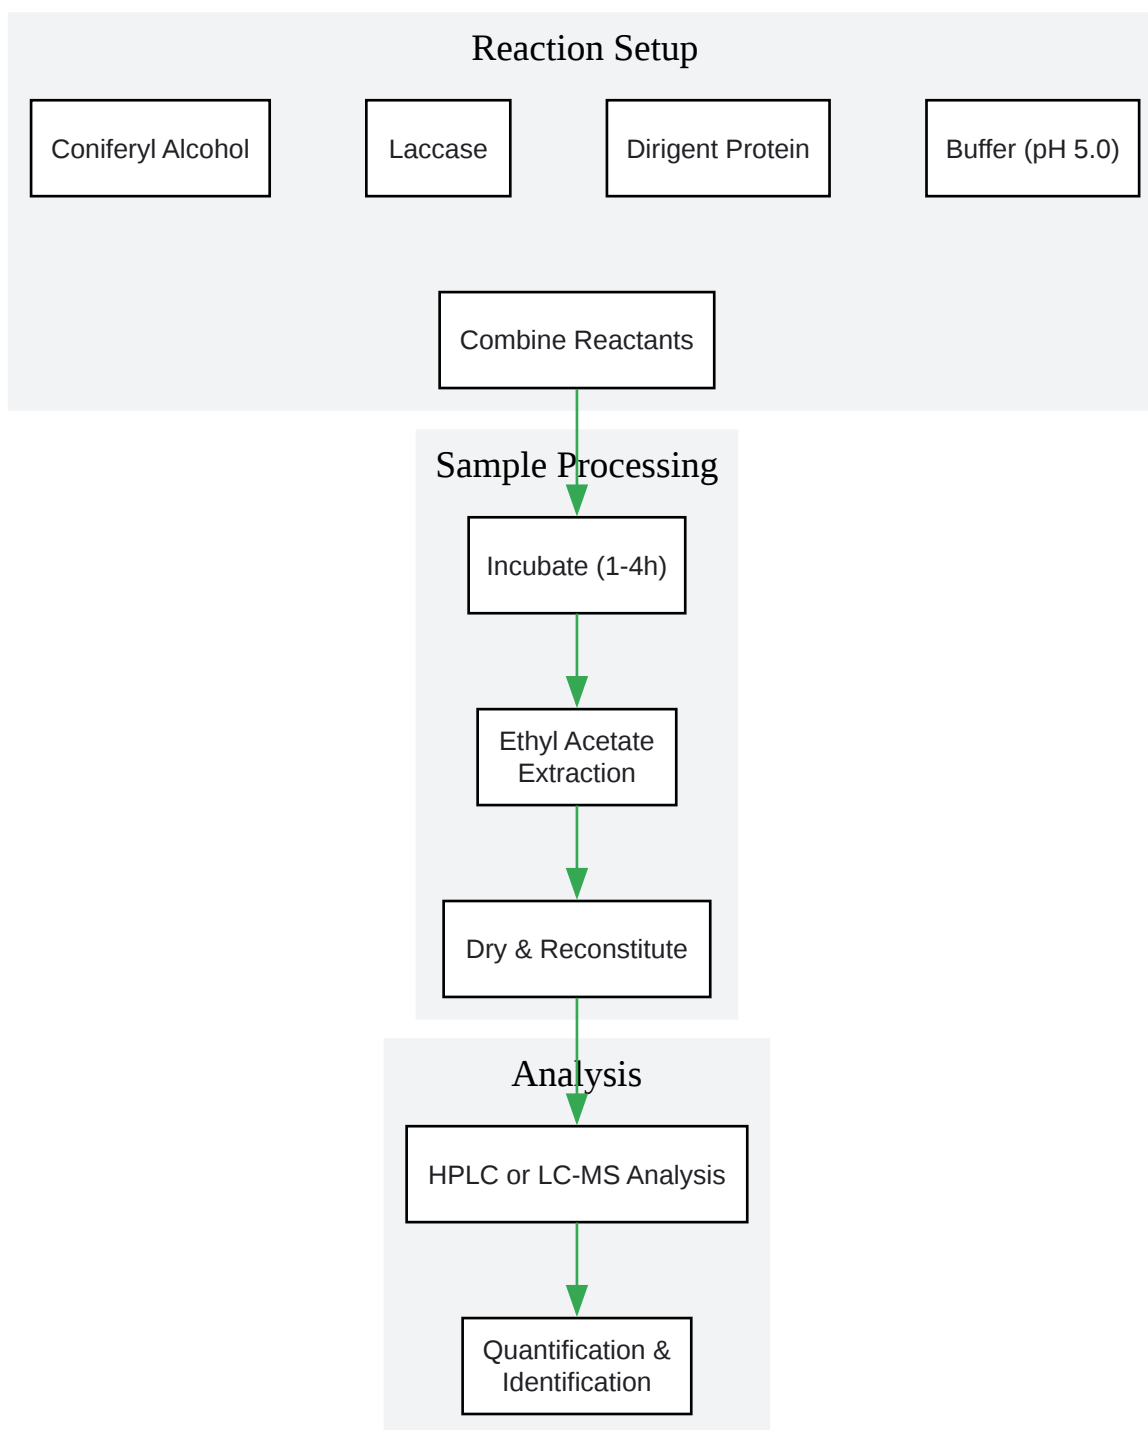 Reaction Setup
Coniferyl Alcohol
Laccase
Dirigent Protein
Buffer (pH 5.0)
Combine Reactants
Sample Processing
Incubate (1-4h)
Ethyl Acetate
Extraction
Dry & Reconstitute
Analysis
HPLC or LC-MS Analysis
Quantification &
Identification